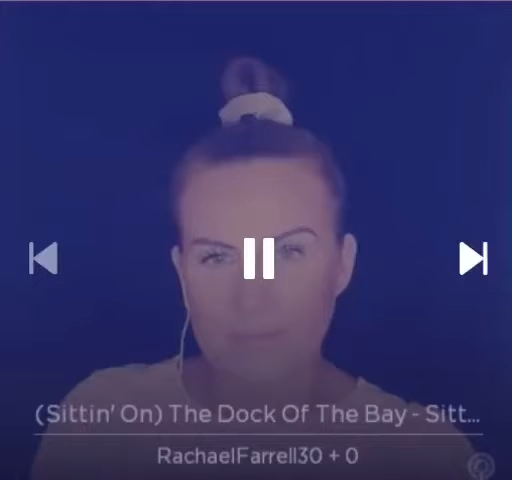 (Sittin' On) The Dock Of The Bay - Sitt...
RachaelFarrell30 + 0